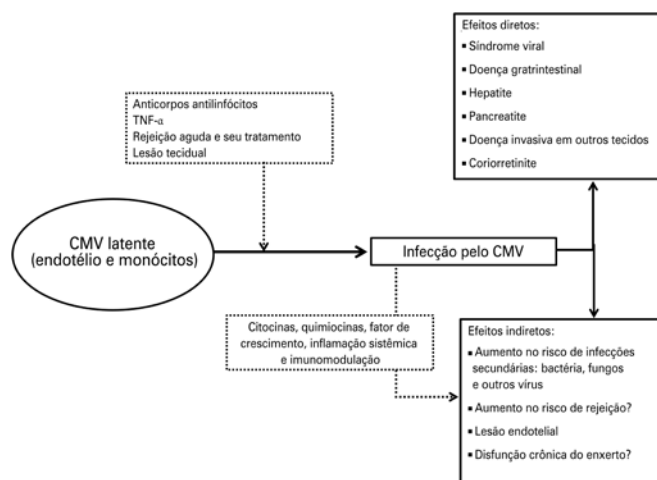 Efeitos diretos:
▪ Síndrome viral
▪ Doença gratrintestinal
▪ Hepatite
▪ Pancreatite
▪ Doença invasiva em outros tecidos
▪ Coriorretinite
Anticorpos antilinfócitos
TNF-α
Rejeição aguda e seu tratamento
Lesão tecidual
CMV latente
(endotélio e monócitos)
Infecção pelo CMV
Citocinas, quimiocinas, fator de
crescimento, inflamação sistêmica
e imunomodulação
Efeitos indiretos:
▪ Aumento no risco de infecções
secundárias: bactéria, fungos
e outros vírus
▪ Aumento no risco de rejeição?
▪ Lesão endotelial
▪ Disfunção crônica do enxerto?